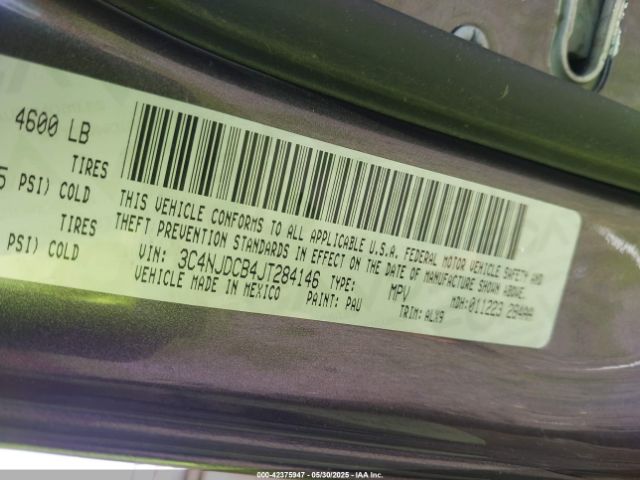 4600 LB
TIRES
5 PSI) COLD
TIRES
PSI) COLD
THIS VEHICLE CONFORMS TO ALL APPLICABLE U.S.A. FEDERAL MOTOR VEHICLE SAFETY AND
THEFT PREVENTION STANDARDS IN EFFECT ON THE DATE OF MANUFACTURE SHOWN ABOVE.
VIN: 3C4NJDCB4JT284146 TYPE: MPV MDH:011223
VEHICLE MADE IN MEXICO PAINT: PAU TRIM: ALX9
000-42375947 — 05/30/2025 — IAA Inc.